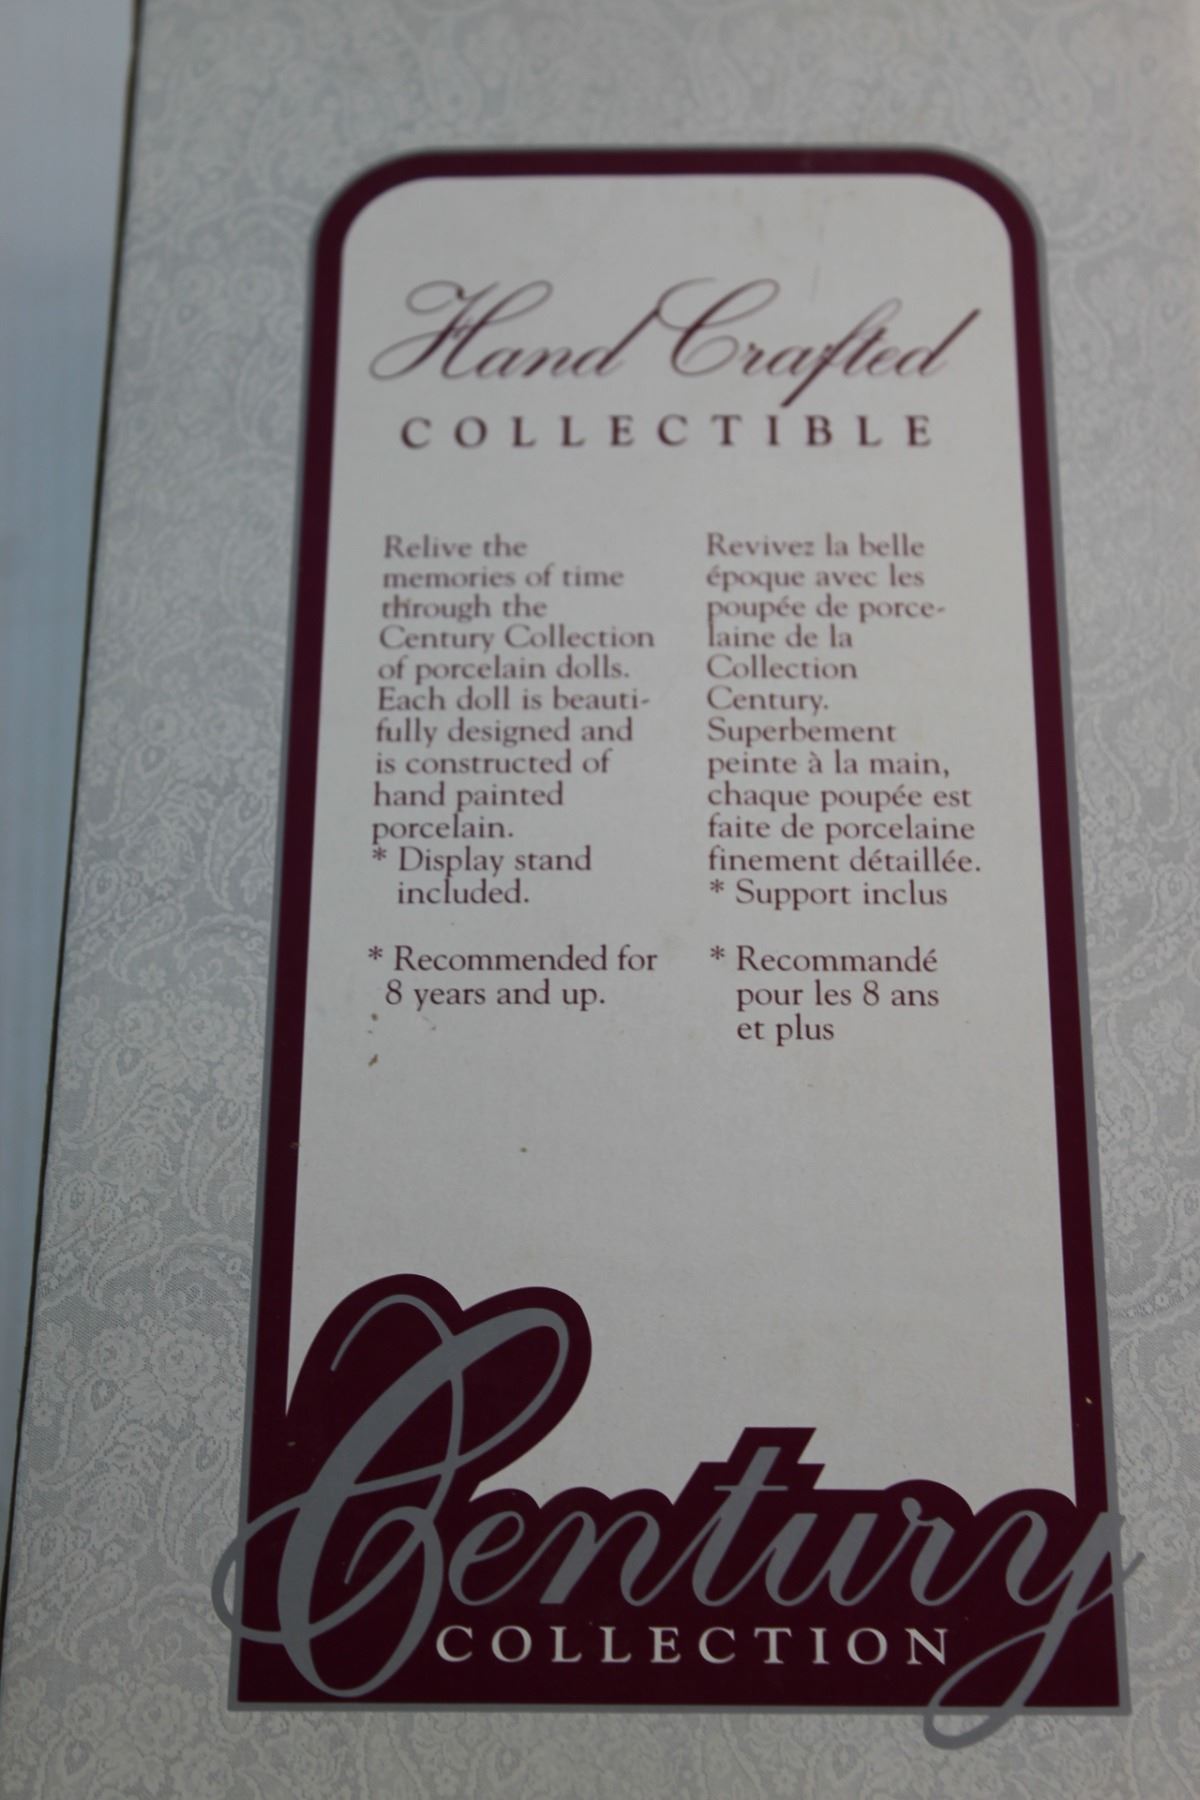 Hand Crafted
COLLECTIBLE
Relive the
memories of time
through the
Century Collection
of porcelain dolls.
Each doll is beauti-
fully designed and
is constructed of
hand painted
porcelain.
* Display stand
included.
* Recommended for
8 years and up.
Revivez la belle
époque avec les
poupée de porce-
laine de la
Collection
Century.
Superbement
peinte à la main,
chaque poupée est
faite de porcelaine
finement détaillée.
* Support inclus
* Recommandé
pour les 8 ans
et plus
Century
COLLECTION